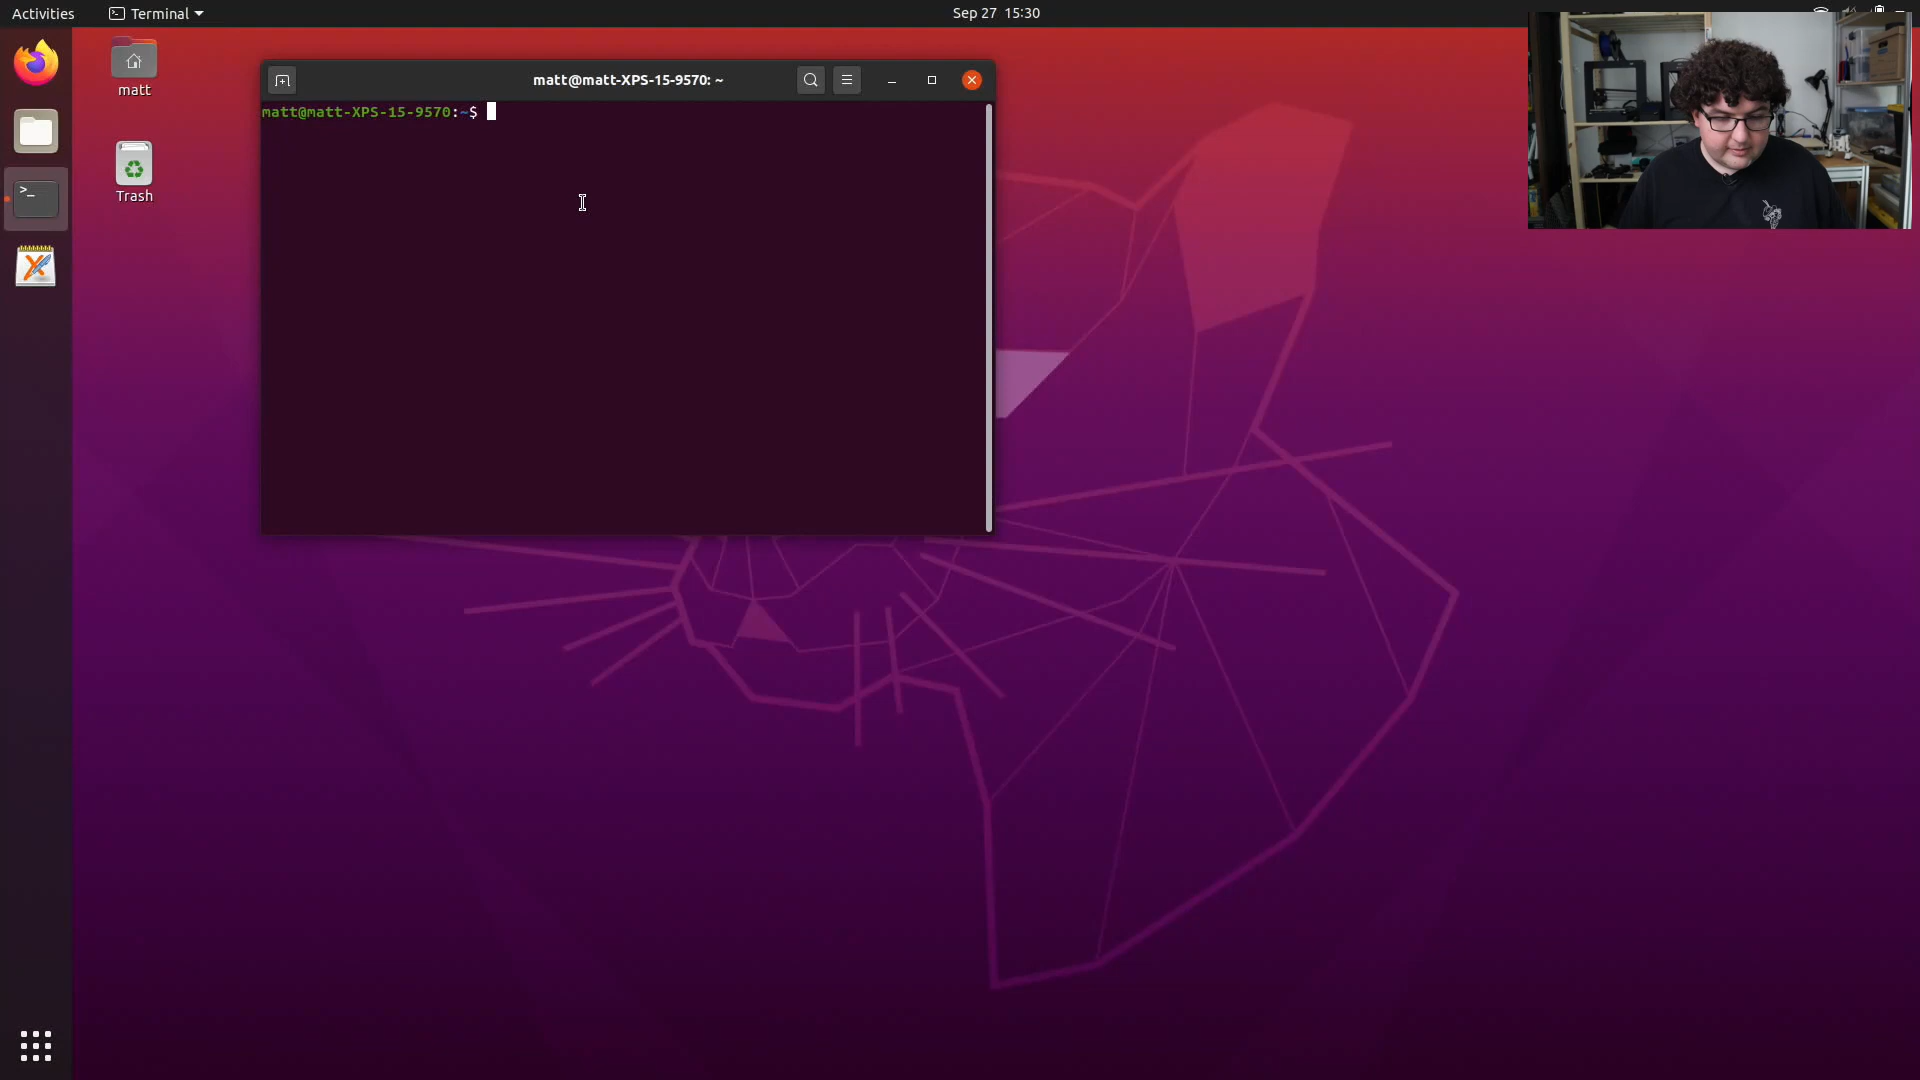 Activities
Terminal
Sep 27 15:30
matt
Trash
matt@matt-XPS-15-9570: ~
matt@matt-XPS-15-9570:~$